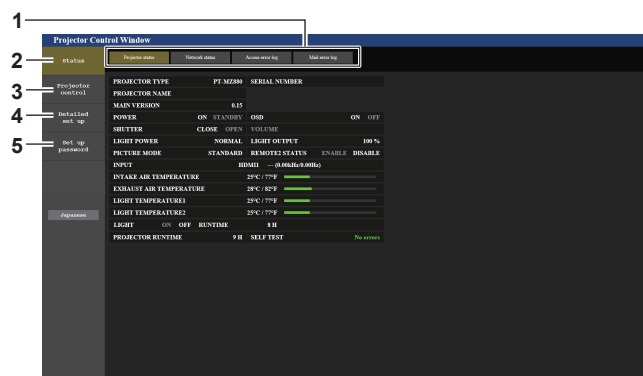 1
Projector Control Window
2
Status
3
Projector
control
4
Detailed
set up
5
Set up
password
Japanese
Projector status Network status Access error log Mail error log
PROJECTOR TYPE PT-MZ880 SERIAL NUMBER
PROJECTOR NAME
MAIN VERSION 0.15
POWER ON STANDBY OSD ON OFF
SHUTTER CLOSE OPEN VOLUME
LIGHT POWER NORMAL LIGHT OUTPUT 100 %
PICTURE MODE STANDARD REMOTE2 STATUS ENABLE DISABLE
INPUT HDMI1 — (0.00kHz/0.00Hz)
INTAKE AIR TEMPERATURE 25°C / 77°F
EXHAUST AIR TEMPERATURE 28°C / 82°F
LIGHT TEMPERATURE1 25°C / 77°F
LIGHT TEMPERATURE2 25°C / 77°F
LIGHT ON OFF RUNTIME 8 H
PROJECTOR RUNTIME 9 H SELF TEST No errors